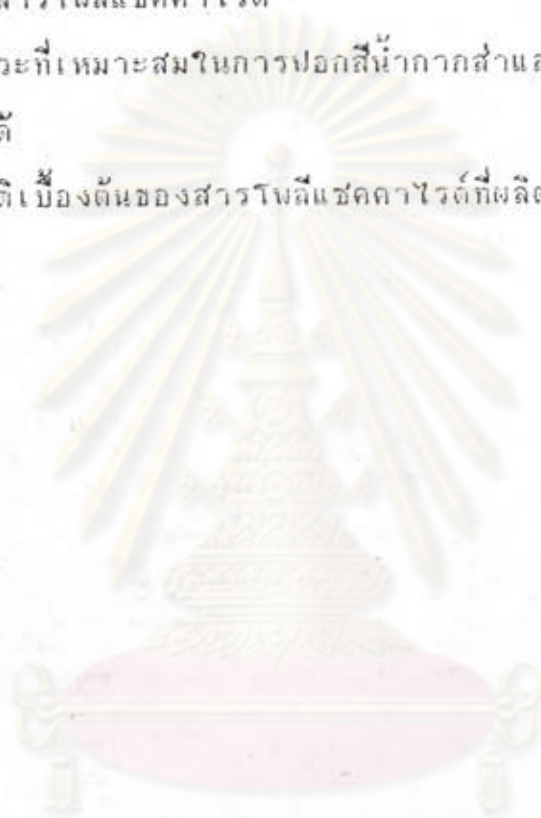 วะที่เหมาะสมในการปอกสีน้ำกากส่าแล
ด้
ติเบื้องต้นของสารโพลีแซคคาไรด์ที่ผลิต